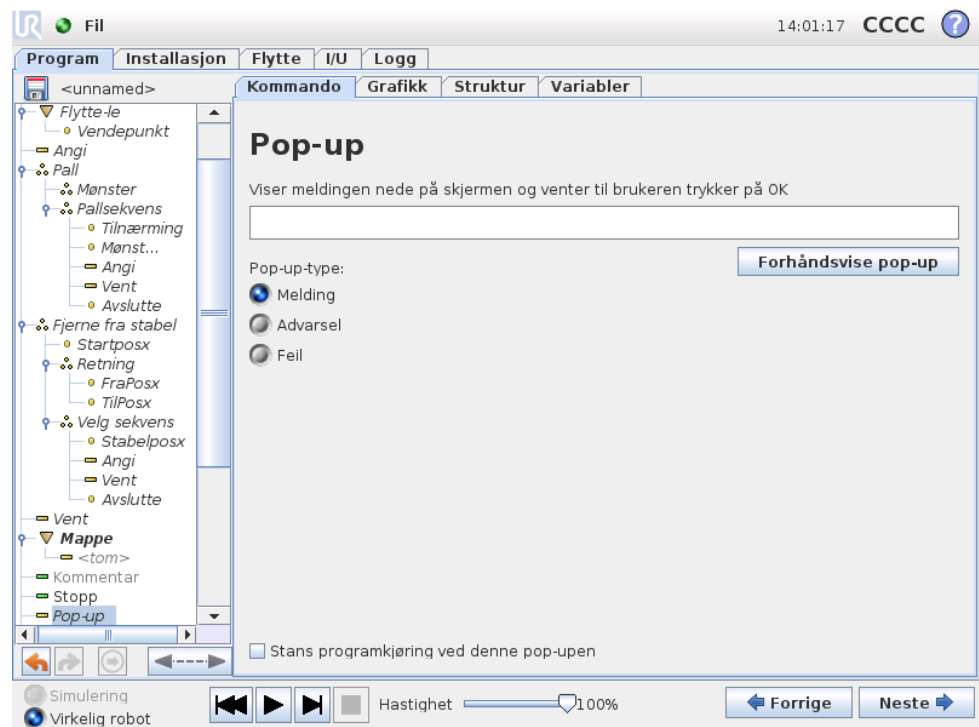 Fil
14:01:17 CCCC ?
Program Installasjon Flytte I/U Logg
<unnamed>
Kommando Grafikk Struktur Variabler
Flytte-le
Vendepunkt
Angi
Pall
Mønster
Pallsekvens
Tilnærming
Mønst...
Angi
Vent
Avslutte
Fjerne fra stabel
Startposx
Retning
FraPosx
TilPosx
Velg sekvens
Stabelposx
Angi
Vent
Avslutte
Vent
Mappe
<tom>
Kommentar
Stopp
Pop-up
Pop-up
Viser meldingen nede på skjermen og venter til brukeren trykker på OK
Forhåndsvise pop-up
Pop-up-type:
Melding
Advarsel
Feil
Stans programkjøring ved denne pop-upen
Simulering
Virkelig robot
Hastighet 100%
Forrige Neste